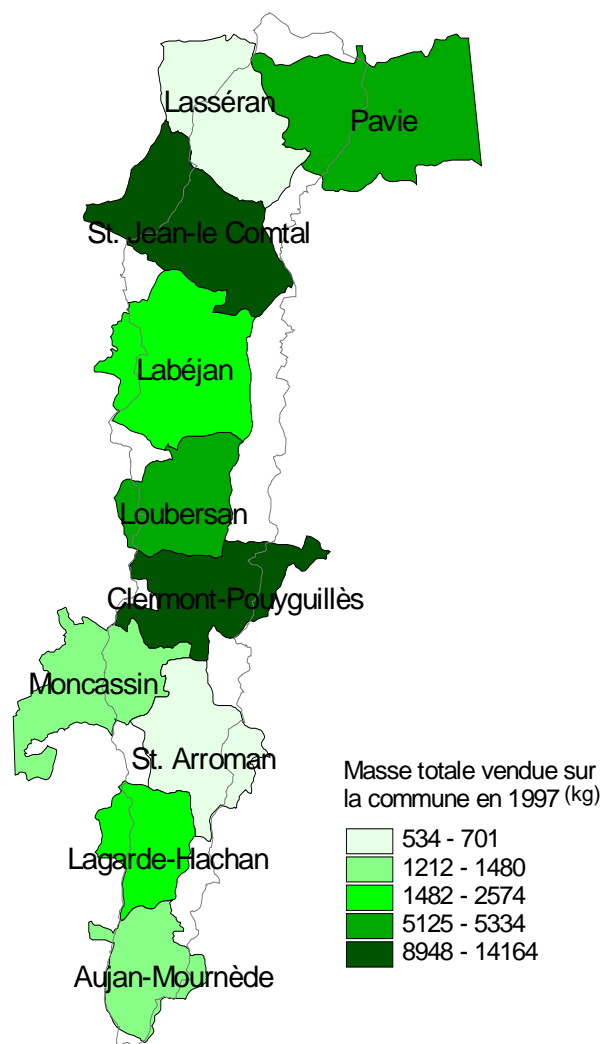 Lasséran
Pavie
St. Jean-le Comtal
Labéjan
Loubersan
Clermont-Pouyguillès
Moncassin
St. Arroman
Lagarde-Hachan
Aujan-Mournède
Masse totale vendue sur
la commune en 1997 (kg)
534 - 701
1212 - 1480
1482 - 2574
5125 - 5334
8948 - 14164